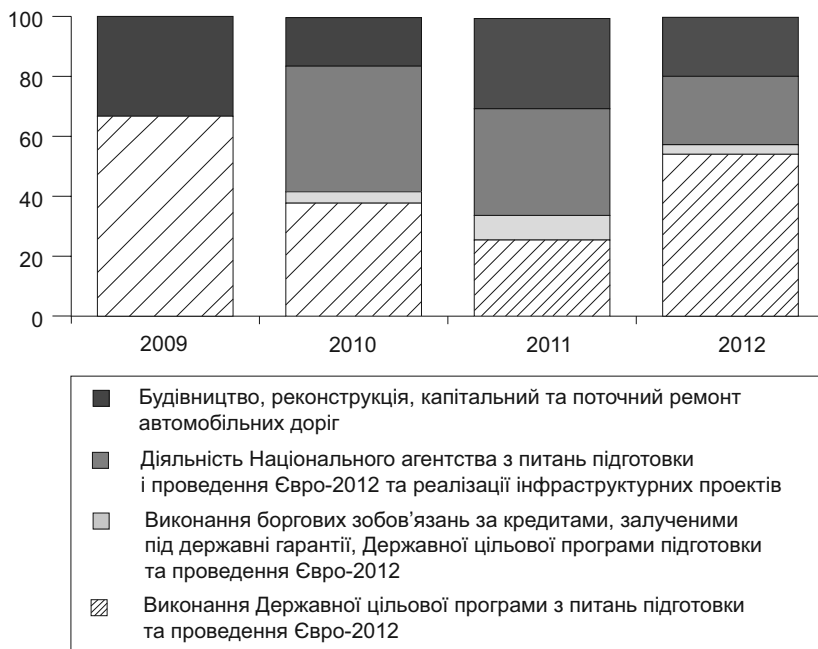 100
80
60
40
20
0
2009 2010 2011 2012
Будівництво, реконструкція, капітальний та поточний ремонт
автомобільних доріг
Діяльність Національного агентства з питань підготовки
і проведення Євро-2012 та реалізації інфраструктурних проектів
Виконання боргових зобов’язань за кредитами, залученими
під державні гарантії, Державної цільової програми підготовки
та проведення Євро-2012
Виконання Державної цільової програми з питань підготовки
та проведення Євро-2012